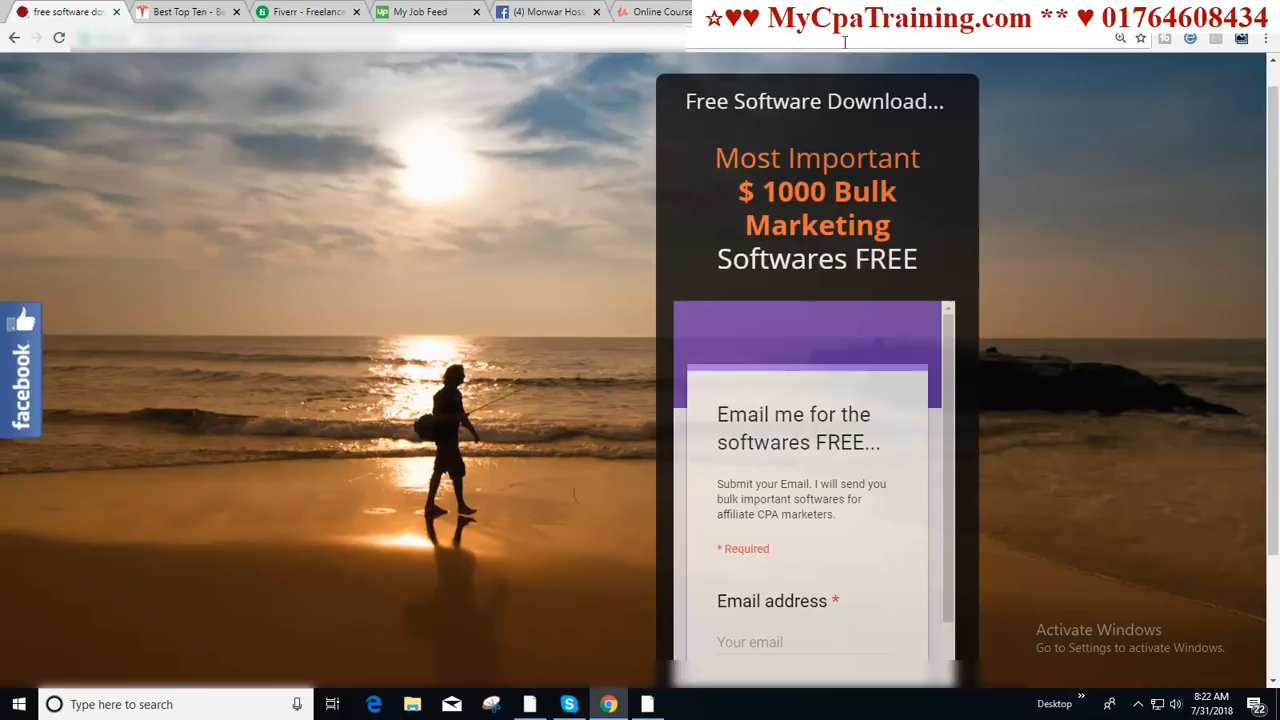 free software do
Best Top Ten - Be
Fiverr - Freelance
My Job Feed
(4) Monwar Hoss
Online Course
☆♥♥ MyCpaTraining.com ** ♥ 01764608434
Free Software Download...
Most Important
$ 1000 Bulk
Marketing
Softwares FREE
facebook
Email me for the
softwares FREE...
Submit your Email. I will send you
bulk important softwares for
affiliate CPA marketers.
* Required
Email address *
Your email
Activate Windows
Go to Settings to activate Windows.
Type here to search
Desktop
8:22 AM
7/31/2018
22